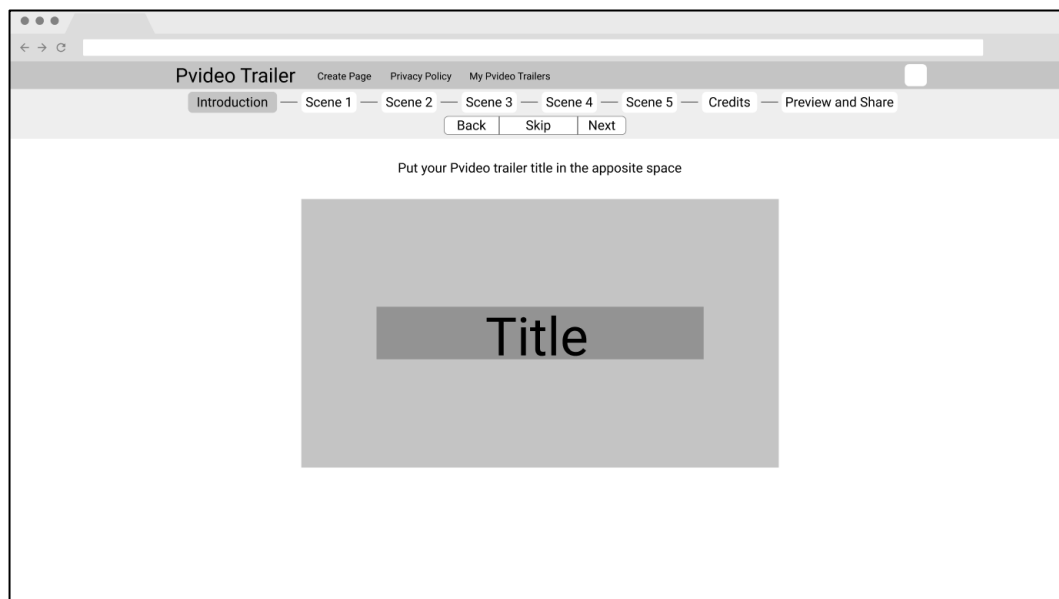 Pvideo Trailer Create Page Privacy Policy My Pvideo Trailers
Introduction Scene 1 Scene 2 Scene 3 Scene 4 Scene 5 Credits Preview and Share
Back Skip Next
Put your Pvideo trailer title in the apposite space
Title